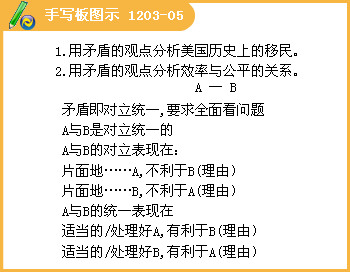 手写板图示 1203-05
1.用矛盾的观点分析美国历史上的移民。
2.用矛盾的观点分析效率与公平的关系。
A — B
矛盾即对立统一,要求全面看问题
A与B是对立统一的
A与B的对立表现在:
片面地……A,不利于B(理由)
片面地……B,不利于A(理由)
A与B的统一表现在
适当的/处理好A,有利于B(理由)
适当的/处理好B,有利于A(理由)